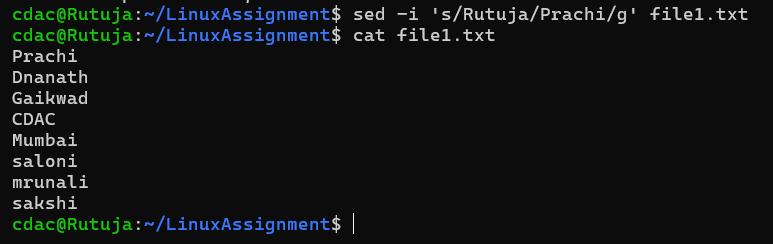 cdac@Rutuja:~/LinuxAssignment$ sed -i 's/Rutuja/Prachi/g' file1.txt
cdac@Rutuja:~/LinuxAssignment$ cat file1.txt
Prachi
Dnanath
Gaikwad
CDAC
Mumbai
saloni
mrunali
sakshi
cdac@Rutuja:~/LinuxAssignment$